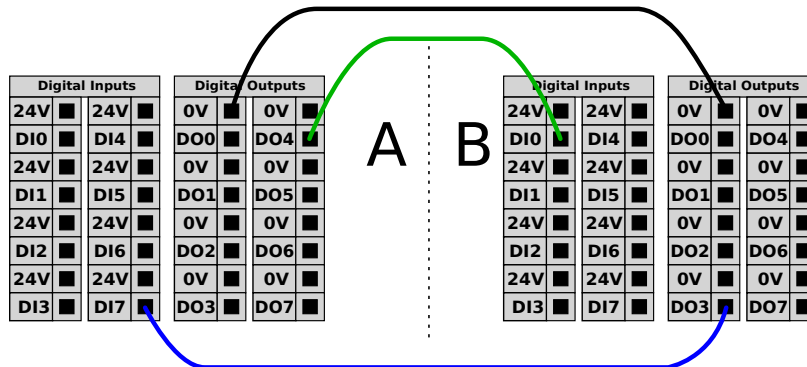 Digital Inputs Digital Outputs Digital Inputs Digital Outputs
24V 24V 0V 0V 24V 24V 0V 0V
DI0 DI4 DO0 DO4 A B DI0 DI4 DO0 DO4
24V 24V 0V 0V 24V 24V 0V 0V
DI1 DI5 DO1 DO5 DI1 DI5 DO1 DO5
24V 24V 0V 0V 24V 24V 0V 0V
DI2 DI6 DO2 DO6 DI2 DI6 DO2 DO6
24V 24V 0V 0V 24V 24V 0V 0V
DI3 DI7 DO3 DO7 DI3 DI7 DO3 DO7